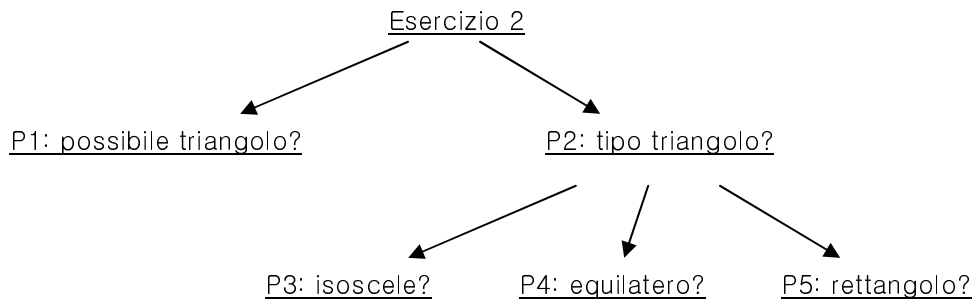 Esercizio 2
P1: possibile triangolo?
P2: tipo triangolo?
P3: isoscele?
P4: equilatero?
P5: rettangolo?